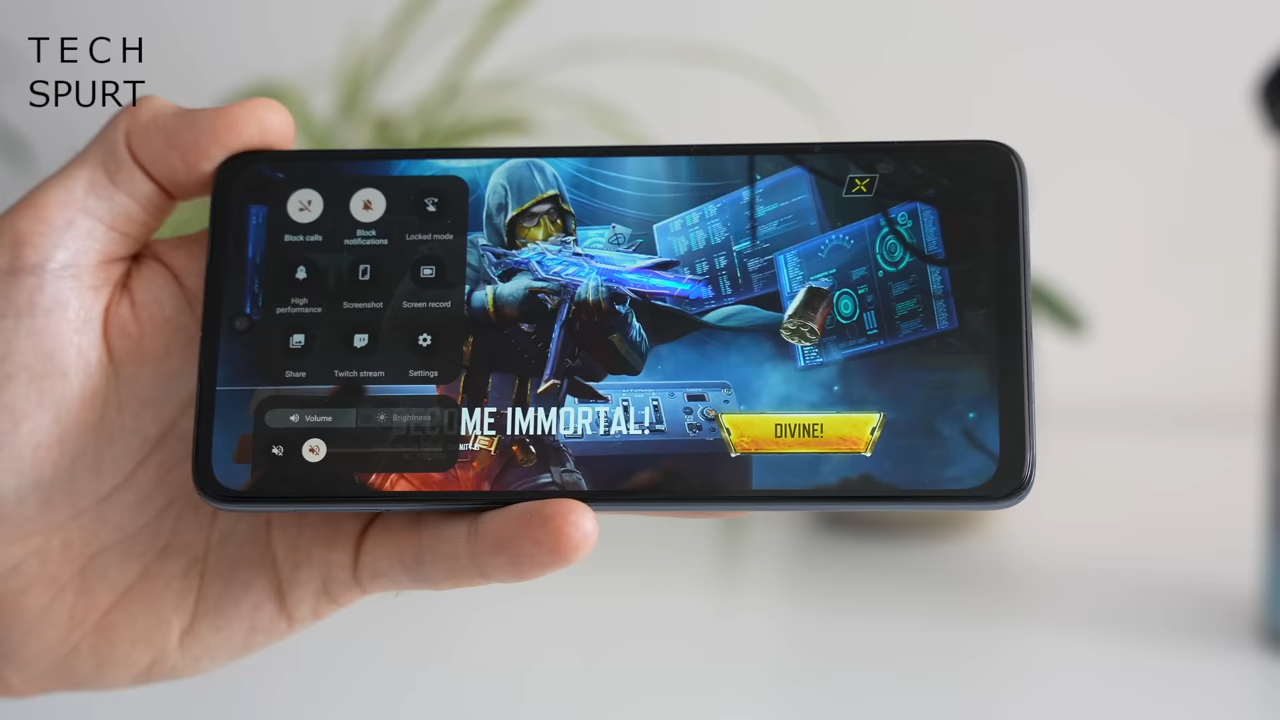 TECH
SPURT
Block calls
Block
notifications
Locked mode
High
performance
Screenshot
Screen record
Share
Twitch stream
Settings
Volume
Brightness
BECOME IMMORTAL!
DIVINE!